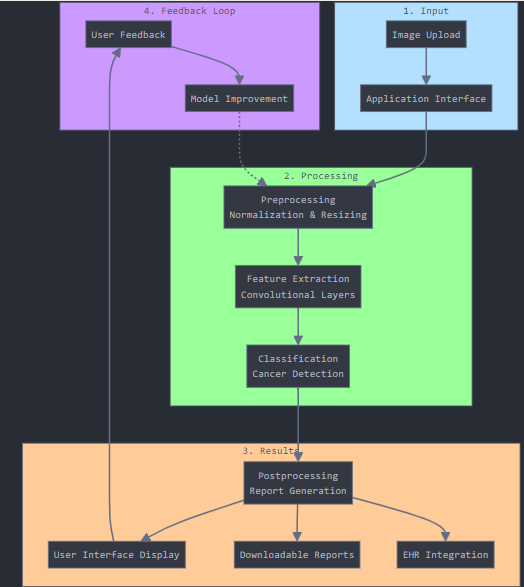 4. Feedback Loop
User Feedback
Model Improvement
1. Input
Image Upload
Application Interface
2. Processing
Preprocessing
Normalization & Resizing
Feature Extraction
Convolutional Layers
Classification
Cancer Detection
3. Results
Postprocessing
Report Generation
User Interface Display
Downloadable Reports
EHR Integration